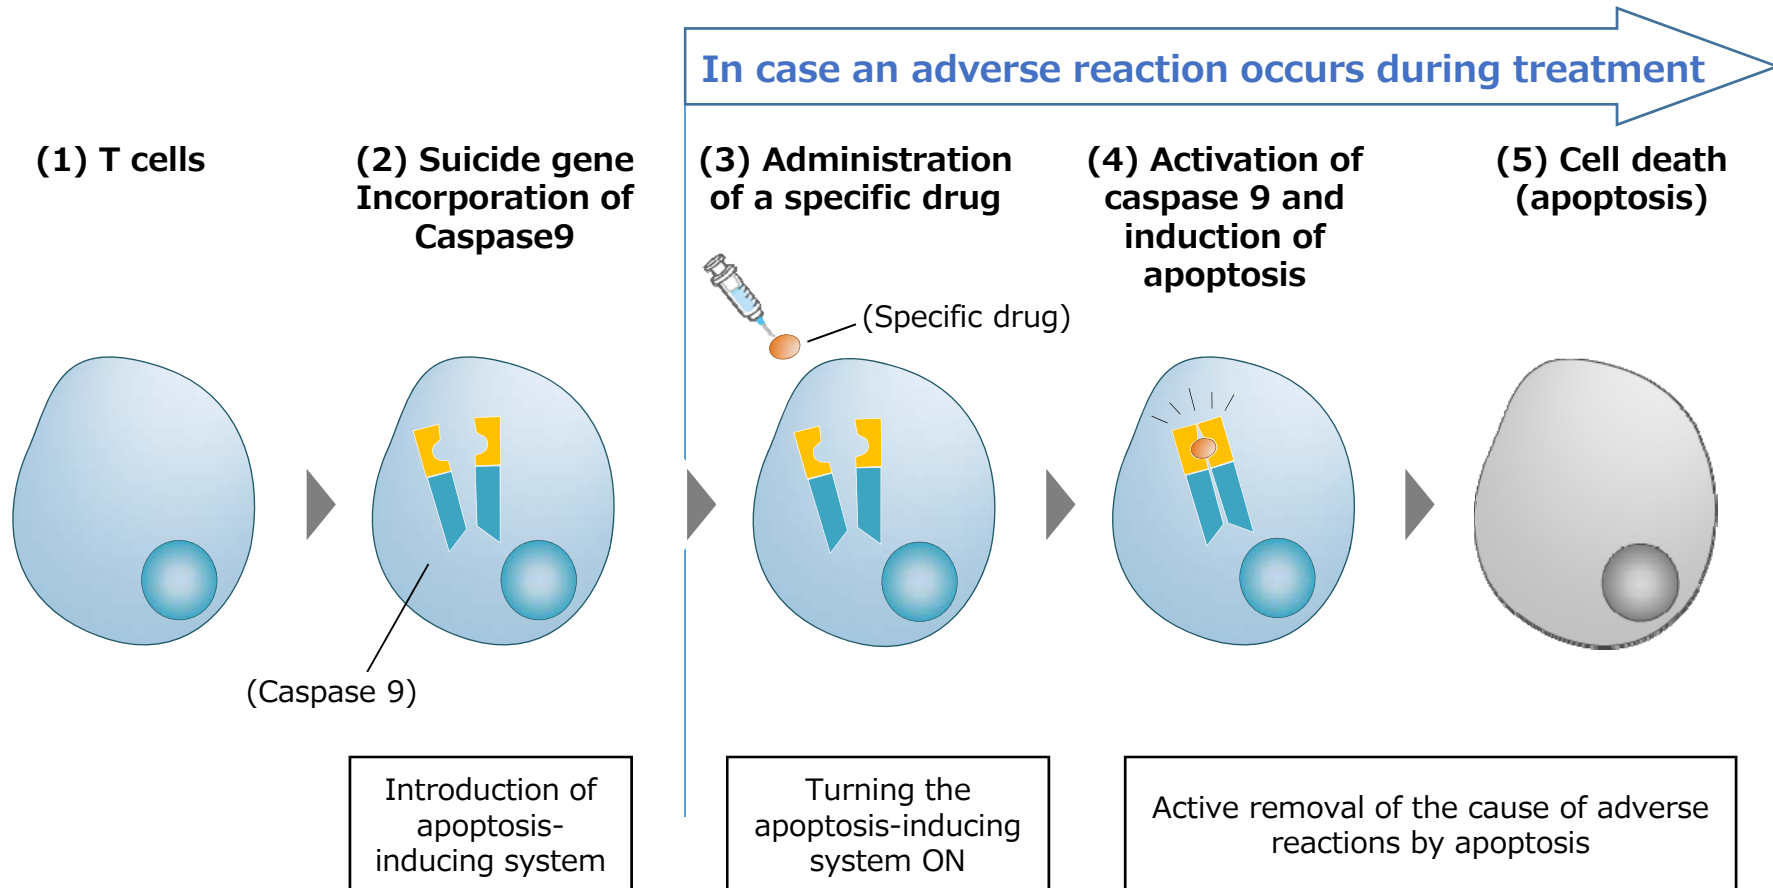 In case an adverse reaction occurs during treatment
(1) T cells
(2) Suicide gene
Incorporation of
Caspase9
(3) Administration
of a specific drug
(4) Activation of
caspase 9 and
induction of
apoptosis
(5) Cell death
(apoptosis)
(Specific drug)
(Caspase 9)
Introduction of
apoptosis-
inducing system
Turning the
apoptosis-inducing
system ON
Active removal of the cause of adverse
reactions by apoptosis